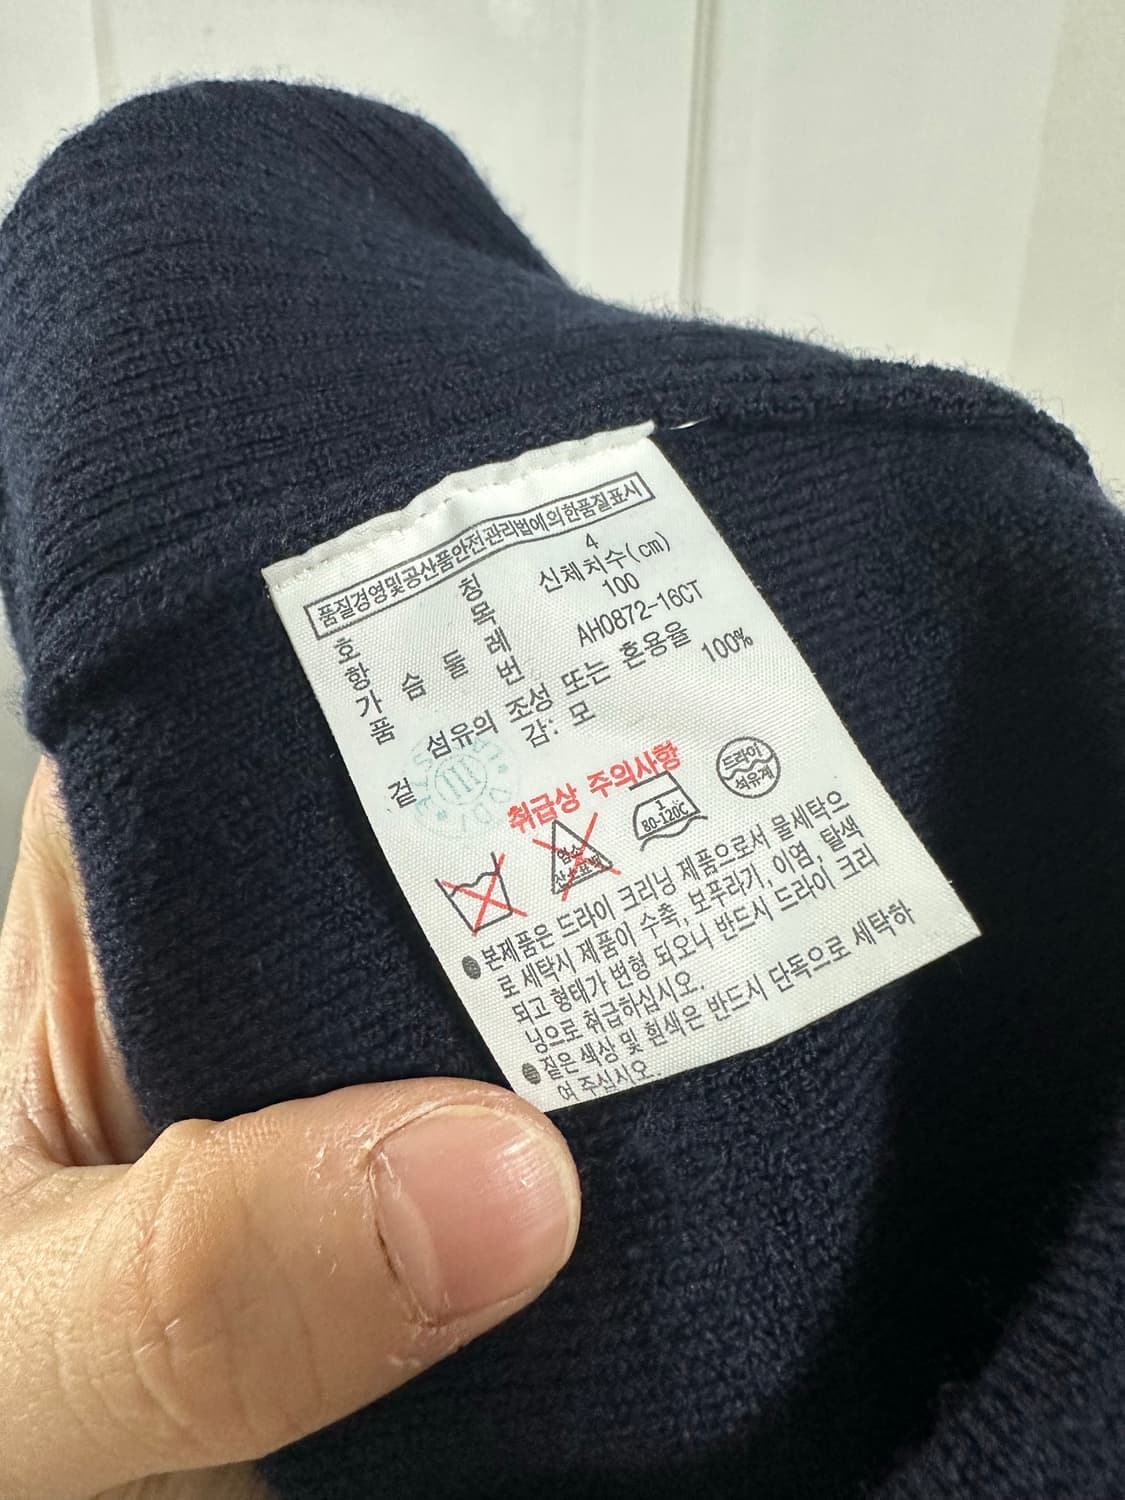 품질경영및공산품안전관리법에의한품질표시
호 칭 4
항 목 신체치수(cm)
가 슴 둘 레 100
품 번 AH0872-16CT
섬유의 조성 또는 혼용율
겉 감: 모 100%
취급상 주의사항
염소
산소표백
1
80-120℃
드라이
석유계
●본제품은 드라이 크리닝 제품으로서 물세탁으
로 세탁시 제품이 수축, 보푸라기, 이염, 탈색
되고 형태가 변형 되오니 반드시 드라이 크리
닝으로 취급하십시오.
●짙은 색상 및 흰색은 반드시 단독으로 세탁하
여 주십시오